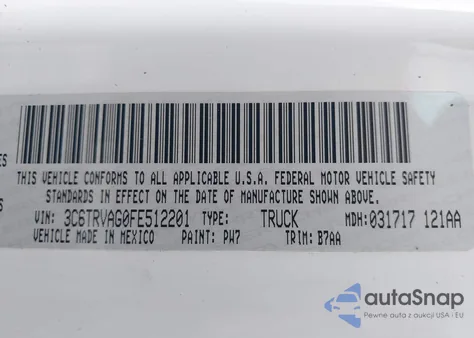 ES
THIS VEHICLE CONFORMS TO ALL APPLICABLE U.S.A. FEDERAL MOTOR VEHICLE SAFETY
STANDARDS IN EFFECT ON THE DATE OF MANUFACTURE SHOWN ABOVE.
VIN: 3C6TRVAG0FE512201 TYPE: TRUCK MDH: 031717 121AA
VEHICLE MADE IN MEXICO PAINT: PW7 TRIM: B7AA
autoSnap
Pewne auta z aukcji USA i EU